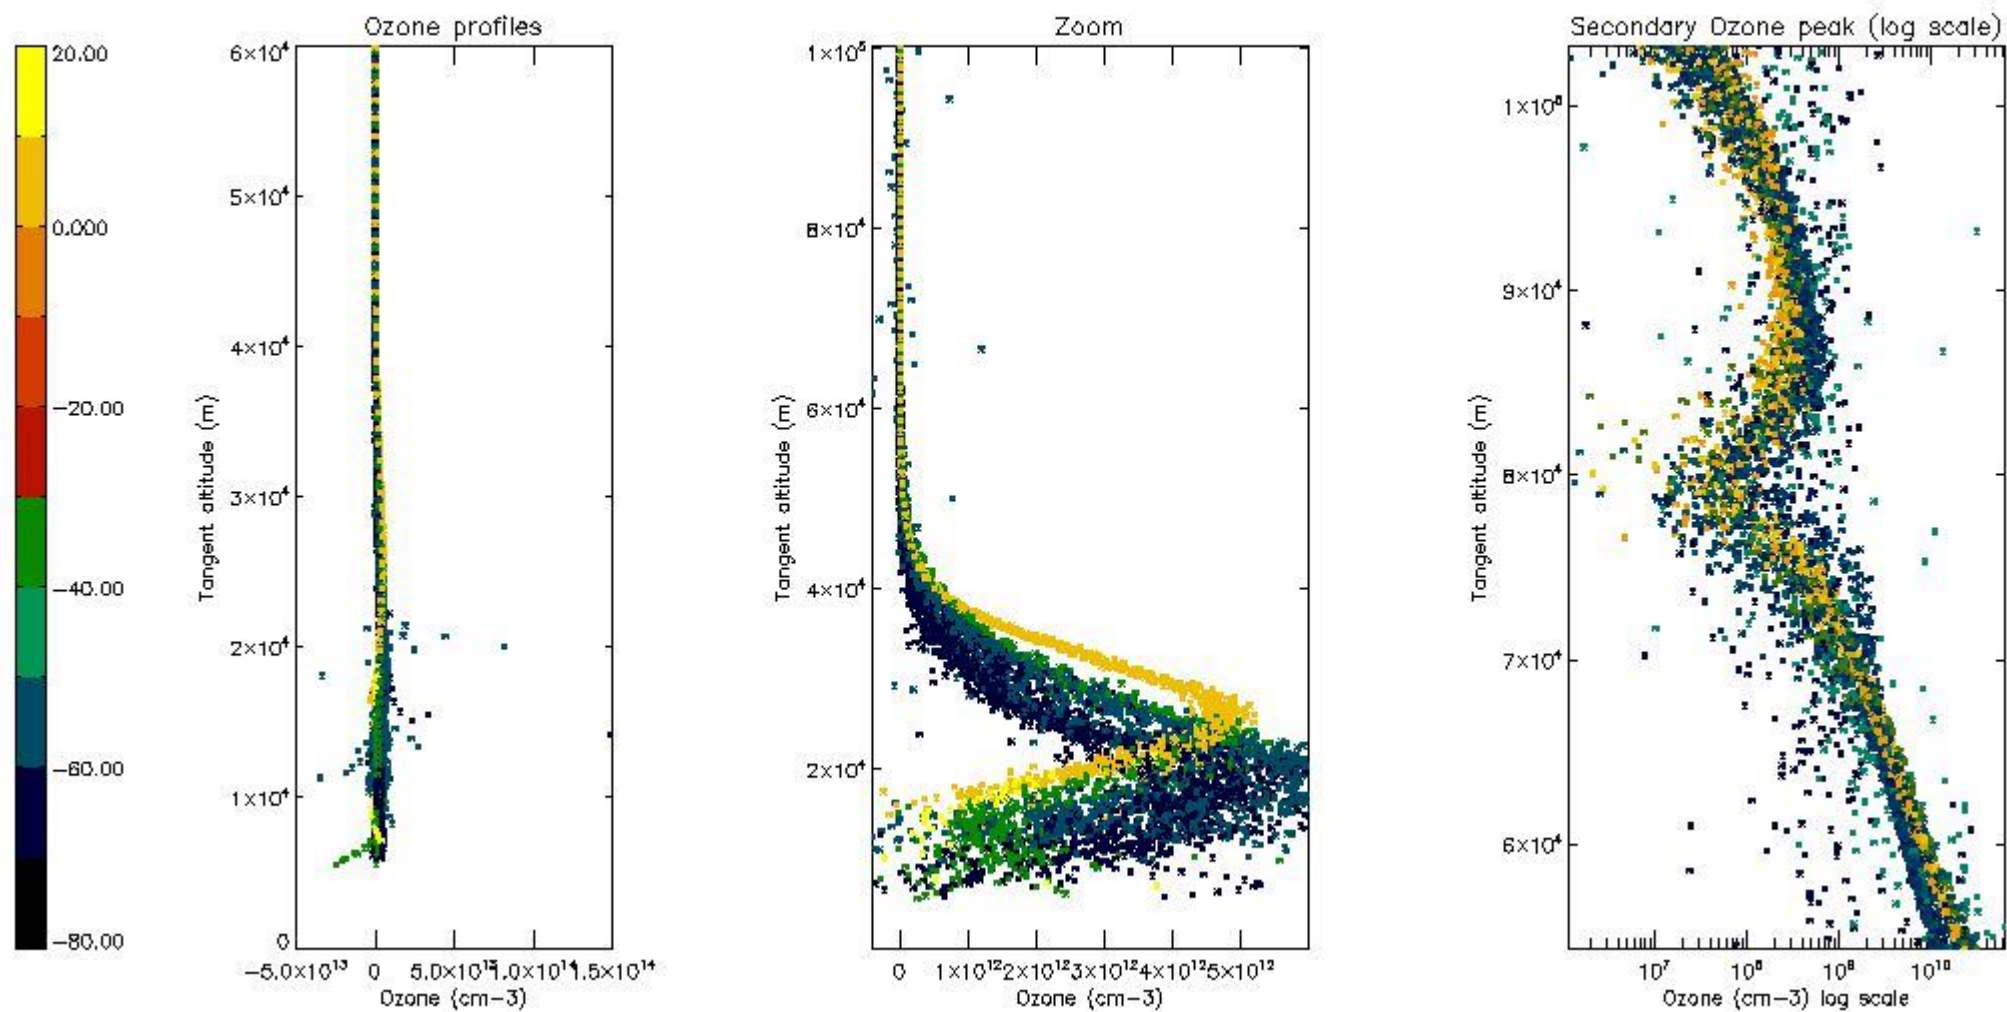 Ozone profiles
Zoom
Secondary Ozone peak (log scale)
20.00
0.000
−20.00
−40.00
−60.00
−80.00
6×10⁴
5×10⁴
4×10⁴
3×10⁴
2×10⁴
1×10⁴
0
Tangent altitude (m)
−5.0×10¹³ 0 5.0×10¹³ 1.0×10¹⁴ 1.5×10¹⁴
Ozone (cm−3)
1×10⁵
8×10⁴
6×10⁴
4×10⁴
2×10⁴
Tangent altitude (m)
0 1×10¹² 2×10¹² 3×10¹² 4×10¹² 5×10¹²
Ozone (cm−3)
1×10⁵
9×10⁴
8×10⁴
7×10⁴
6×10⁴
Tangent altitude (m)
10⁷ 10⁸ 10⁹ 10¹⁰
Ozone (cm−3) log scale